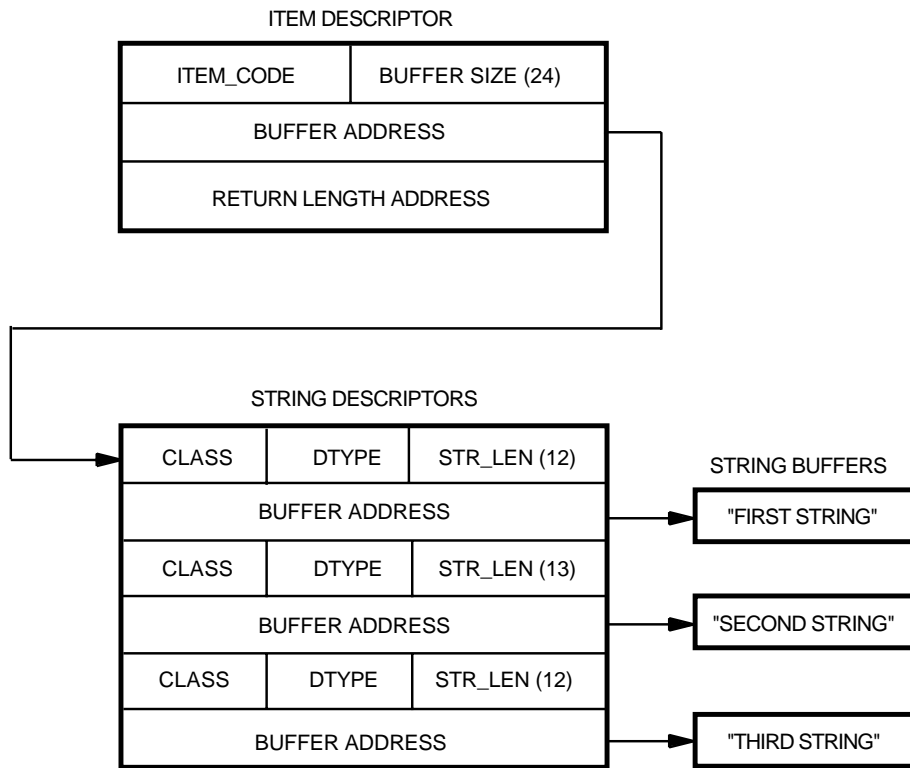 ITEM DESCRIPTOR
ITEM_CODE BUFFER SIZE (24)
BUFFER ADDRESS
RETURN LENGTH ADDRESS
STRING DESCRIPTORS
CLASS DTYPE STR_LEN (12)
STRING BUFFERS
BUFFER ADDRESS
"FIRST STRING"
CLASS DTYPE STR_LEN (13)
BUFFER ADDRESS
"SECOND STRING"
CLASS DTYPE STR_LEN (12)
BUFFER ADDRESS
"THIRD STRING"